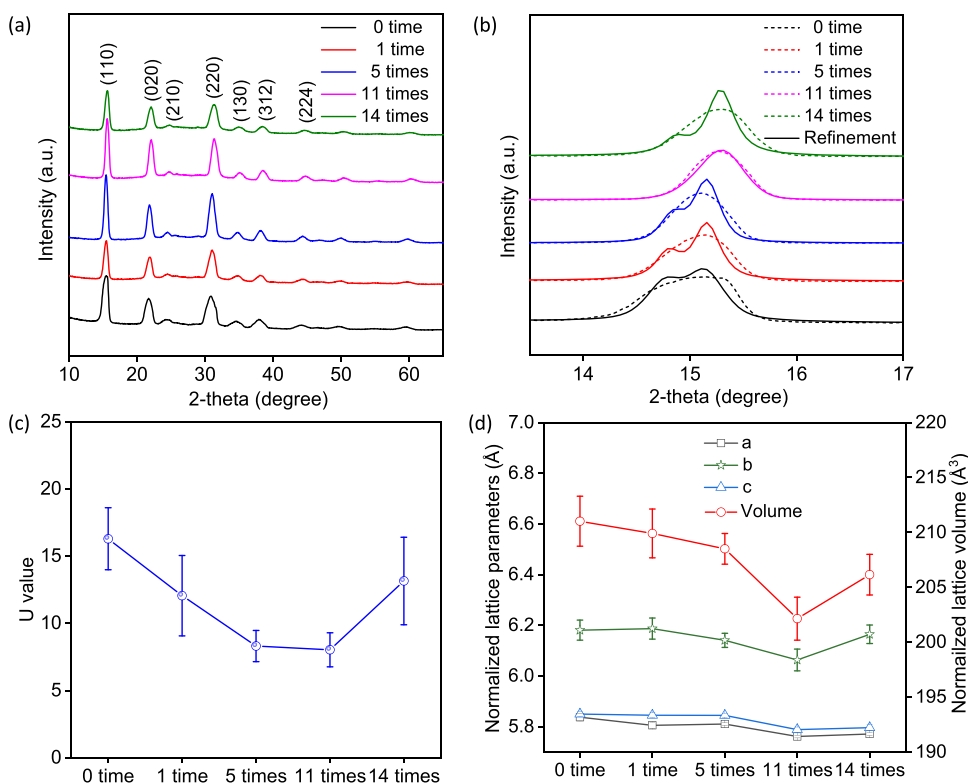 (a)
0 time
1 time
5 times
11 times
14 times
(110)
(020)
(210)
(220)
(130)
(312)
(224)
Intensity (a.u.)
10 20 30 40 50 60
2-theta (degree)
(b)
0 time
1 time
5 times
11 times
14 times
Refinement
Intensity (a.u.)
14 15 16 17
2-theta (degree)
(c)
25
20
15
10
5
0
U value
0 time 1 time 5 times 11 times 14 times
(d)
a
b
c
Volume
7.0
6.8
6.6
6.4
6.2
6.0
5.8
Normanlized lattice parameters (Å)
220
215
210
205
200
195
190
Normailzed lattice volume (Å³)
0 time 1 time 5 times 11 times 14 times